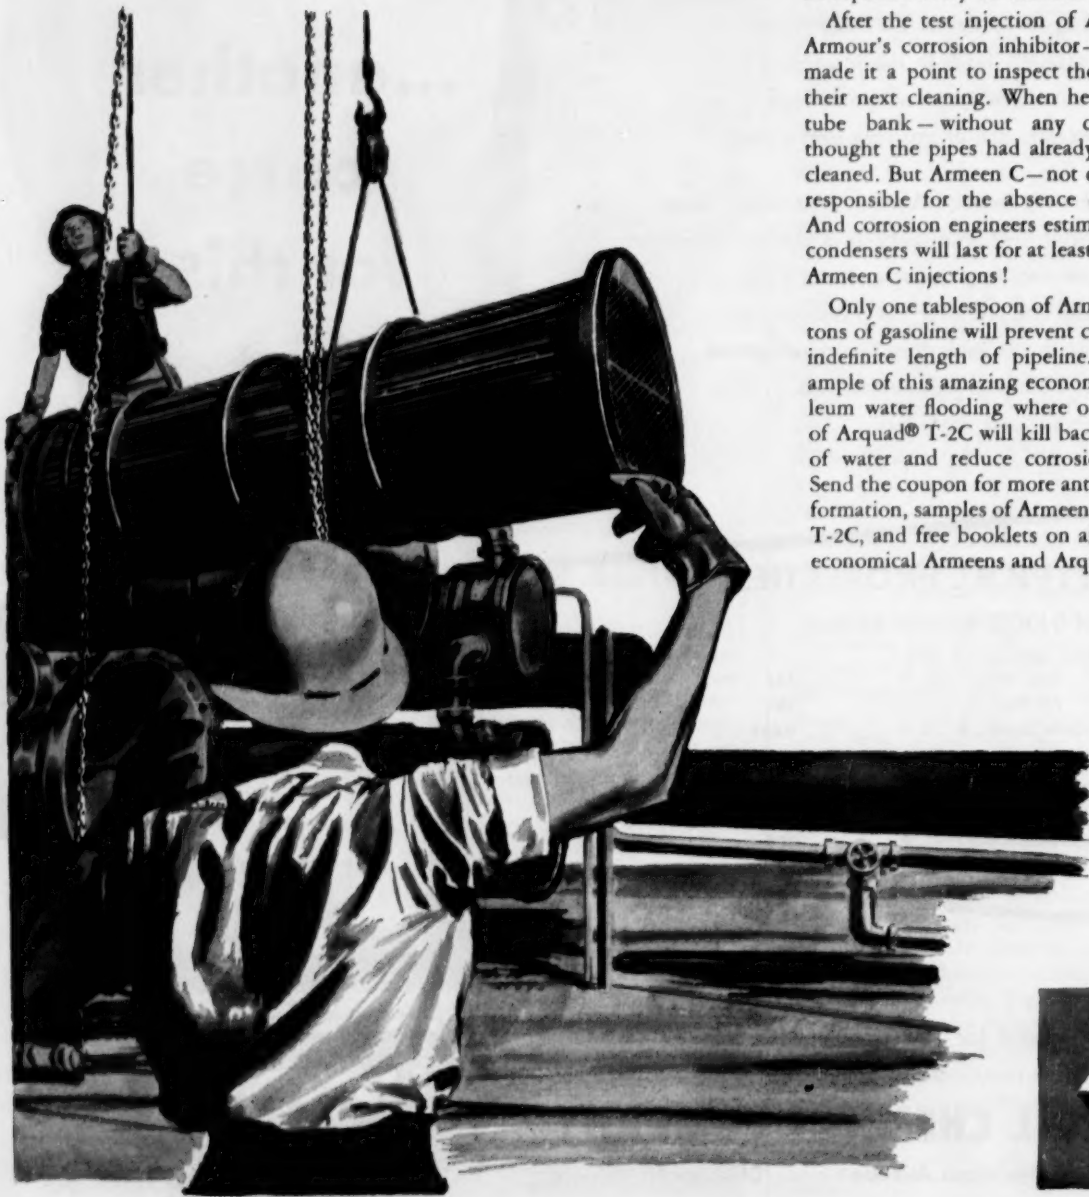 After the test injection of
Armour's corrosion inhibitor—
made it a point to inspect the
their next cleaning. When he
tube bank — without any
thought the pipes had already
cleaned. But Armeen C—not
responsible for the absence
And corrosion engineers estim
condensers will last for at least
Armeen C injections!
Only one tablespoon of Arm
tons of gasoline will prevent c
indefinite length of pipeline.
ample of this amazing econom
leum water flooding where o
of Arquad® T-2C will kill bac
of water and reduce corrosi
Send the coupon for more ant
formation, samples of Armeen
T-2C, and free booklets on a
economical Armeens and Arq